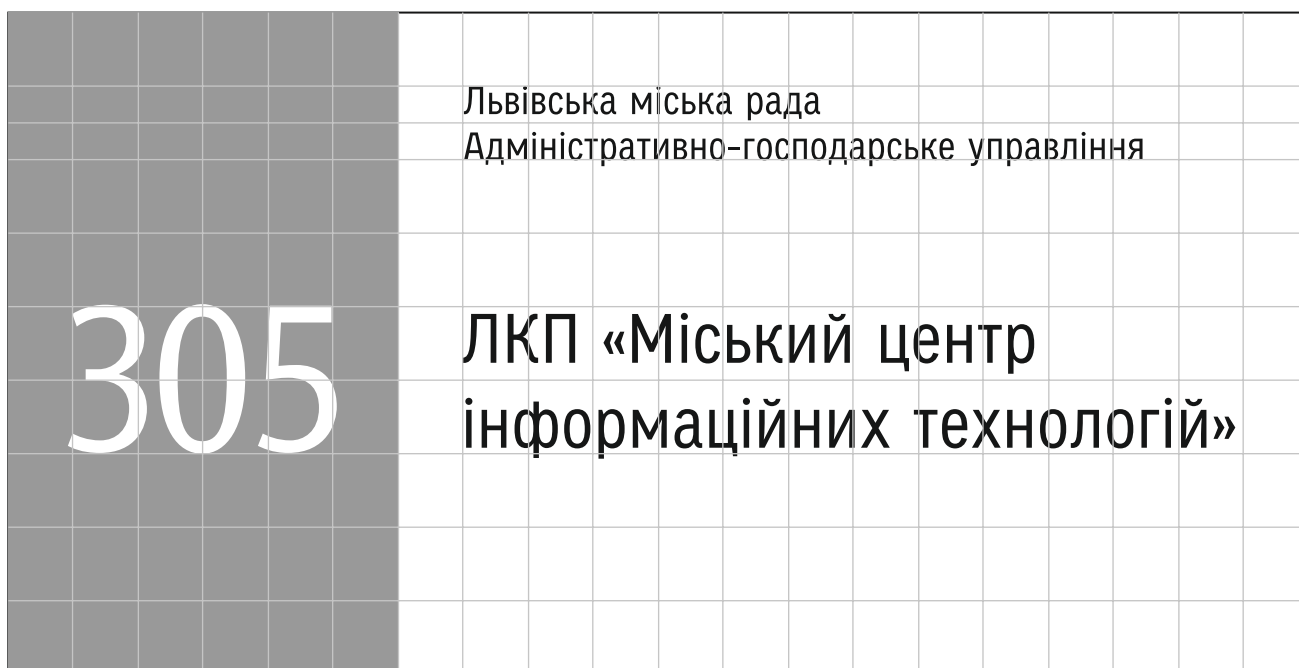 Львівська міська рада
Адміністративно-господарське управління
305
ЛКП «Міський центр
інформаційних технологій»